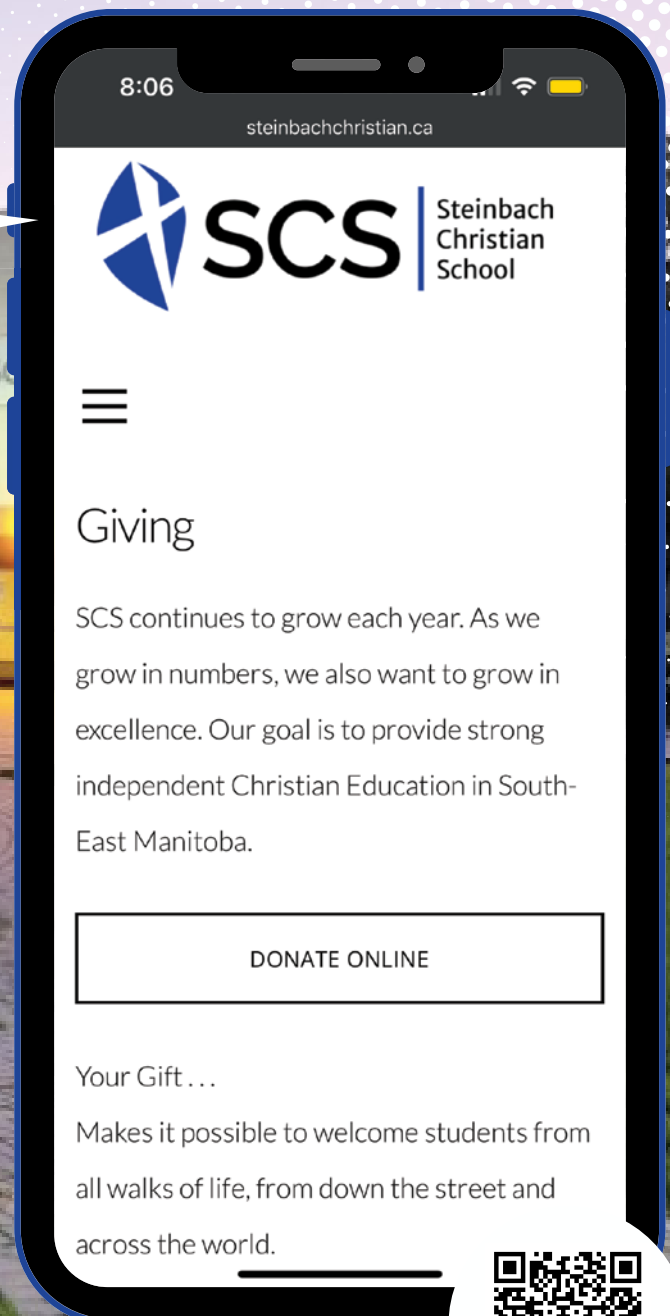 8:06
steinbachchristian.ca
SCS
Steinbach
Christian
School
Giving
SCS continues to grow each year. As we
grow in numbers, we also want to grow in
excellence. Our goal is to provide strong
independent Christian Education in South-
East Manitoba.
DONATE ONLINE
Your Gift . . .
Makes it possible to welcome students from
all walks of life, from down the street and
across the world.